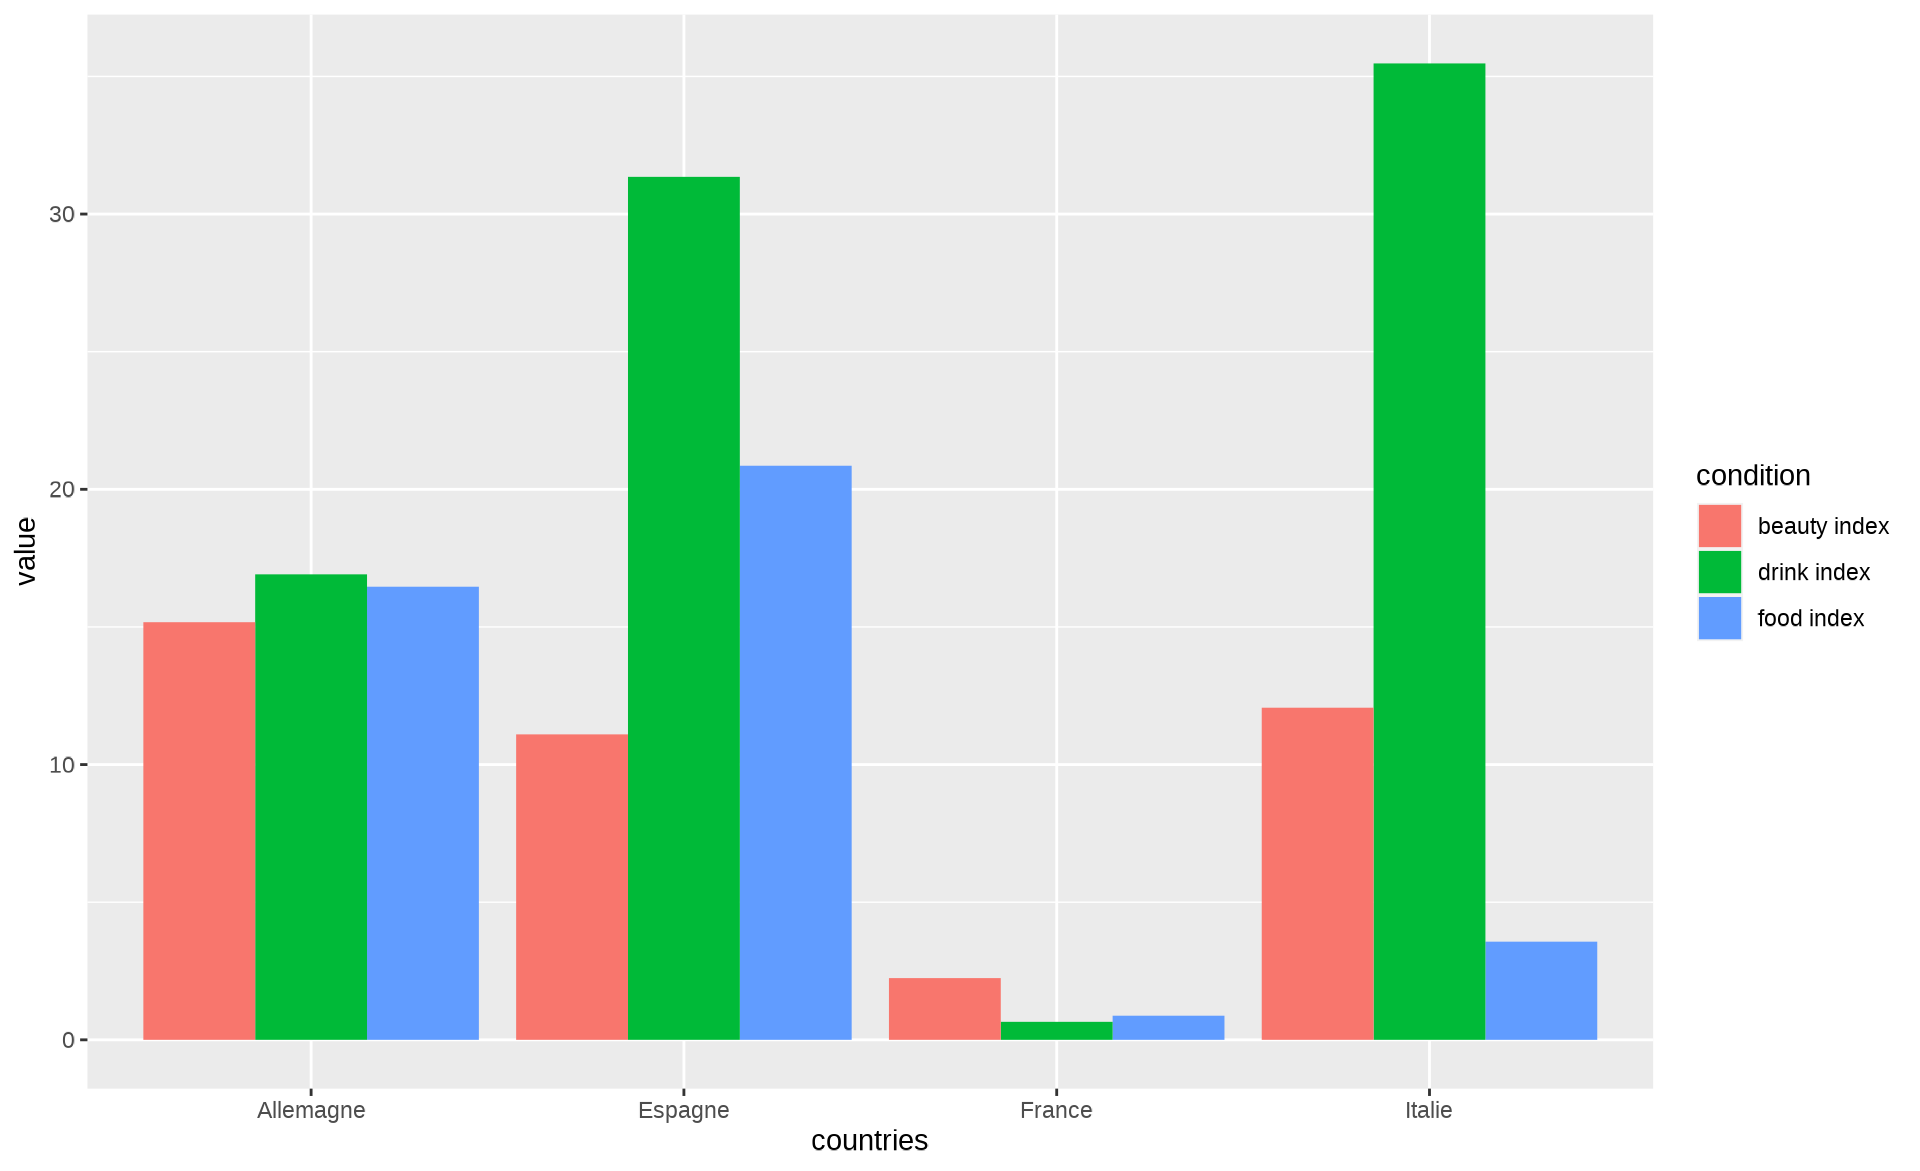 value
30
20
10
0
Allemagne
Espagne
France
Italie
countries
condition
beauty index
drink index
food index